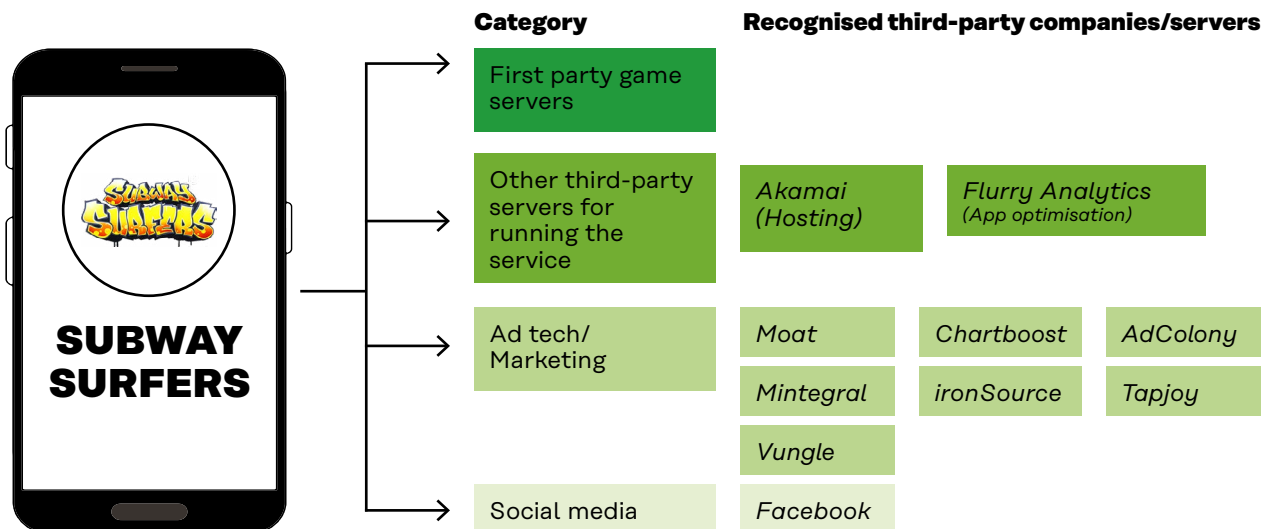 Category
Recognised third-party companies/servers
SUBWAY
SURFERS
SUBWAY
SURFERS
First party game
servers
Other third-party
servers for
running the
service
Akamai
(Hosting)
Flurry Analytics
(App optimisation)
Ad tech/
Marketing
Moat
Chartboost
AdColony
Mintegral
ironSource
Tapjoy
Vungle
Social media
Facebook